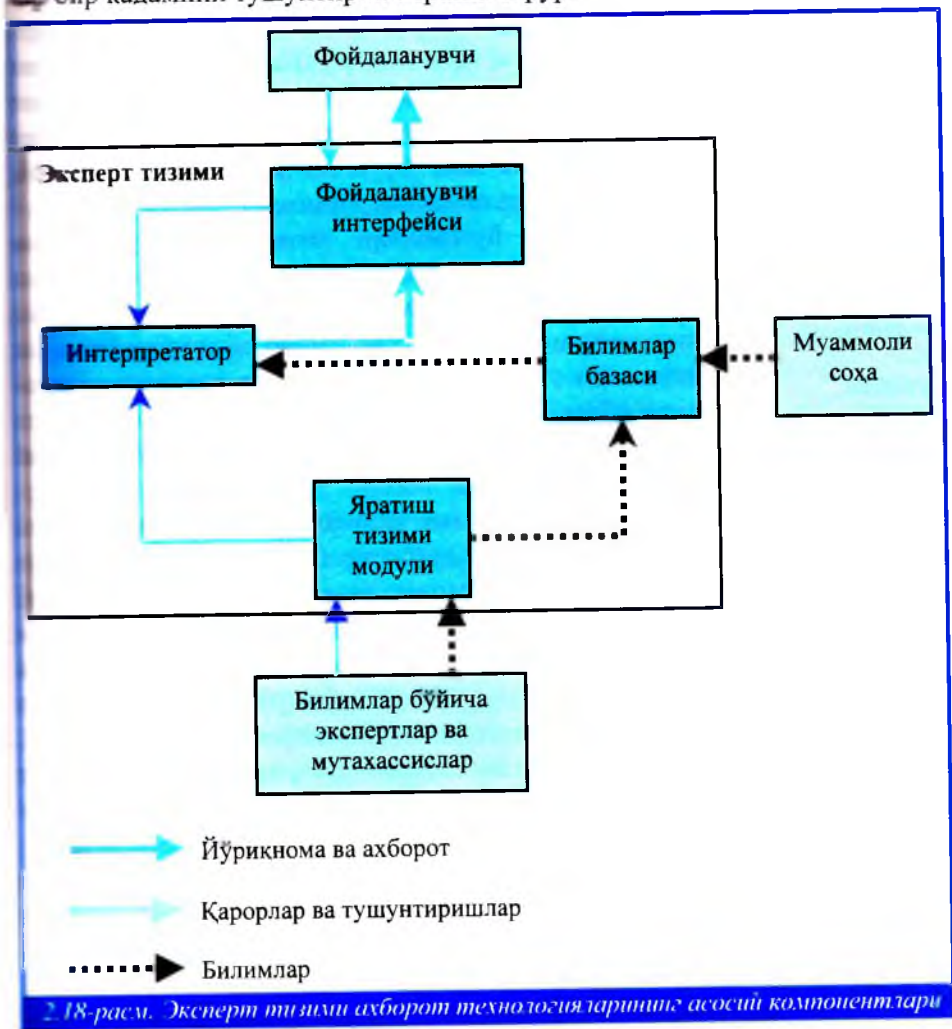 бир
Фойдаланувчи
Эксперт тизими
Фойдаланувчи
интерфейси
Интерпретатор
Билимлар
базаси
Муаммоли
соҳа
Яратиш
тизими
модули
Билимлар бўйича
экспертлар ва
мутахассислар
Йўрикнома ва ахборот
Қарорлар ва тушунтиришлар
Билимлар
2.18-расм. Эксперт тизими ахборот технологияларининг асосий компонентлари